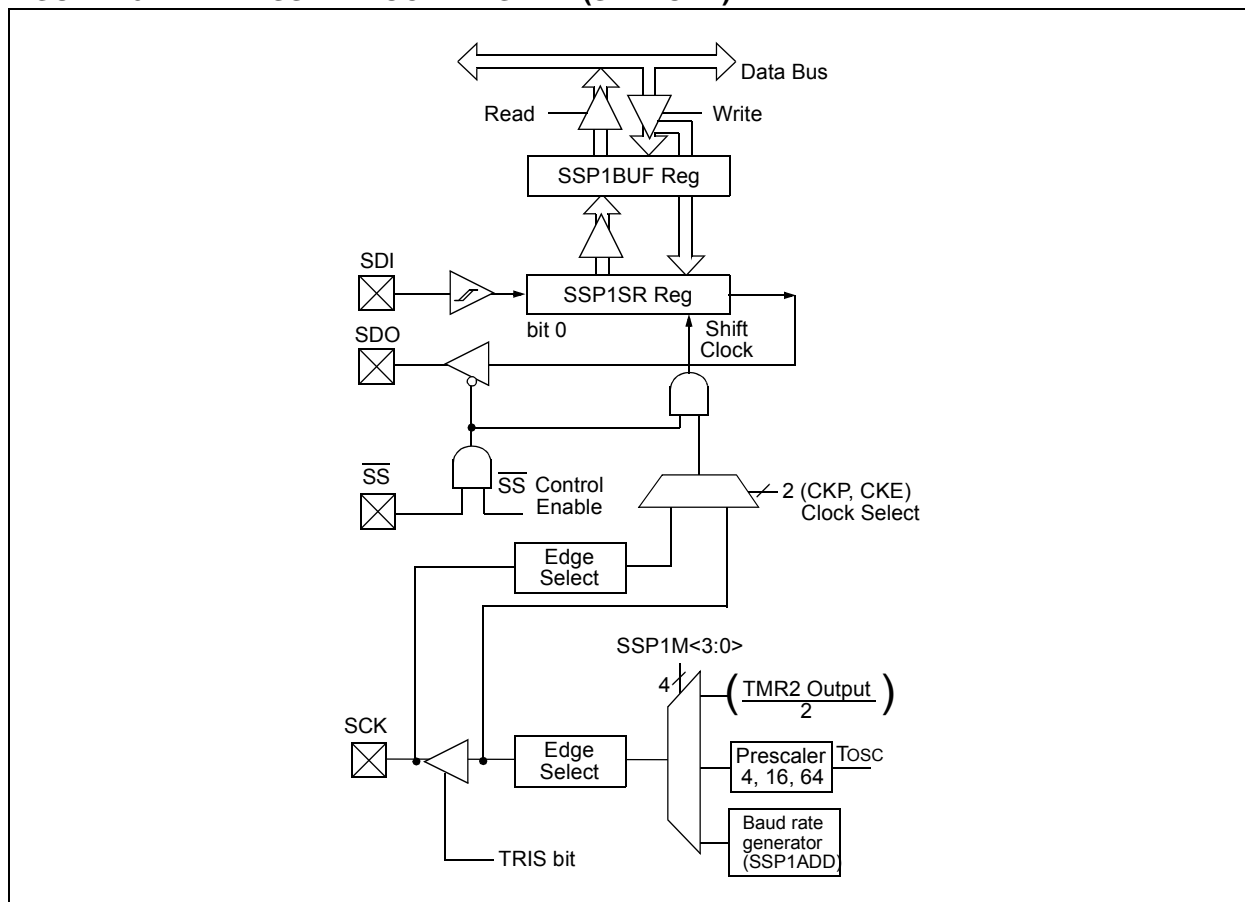 Data Bus
Read
Write
SSP1BUF Reg
SDI
SSP1SR Reg
bit 0
Shift
Clock
SDO
SS
SS Control
Enable
2 (CKP, CKE)
Clock Select
Edge
Select
SSP1M<3:0>
4
(TMR2 Output)
2
SCK
Edge
Select
Prescaler
4, 16, 64
TOSC
Baud rate
generator
(SSP1ADD)
TRIS bit